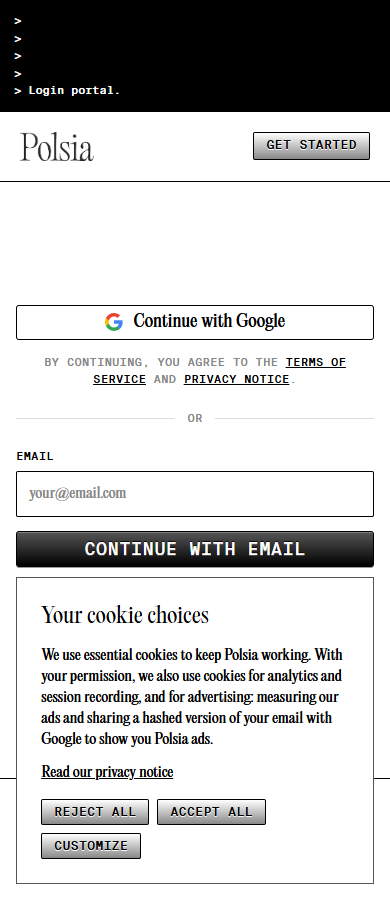 >
>
>
>
> Login portal.
Polsia
GET STARTED
Continue with Google
BY CONTINUING, YOU AGREE TO THE TERMS OF
SERVICE AND PRIVACY NOTICE.
OR
EMAIL
your@email.com
CONTINUE WITH EMAIL
Your cookie choices
We use essential cookies to keep Polsia working. With
your permission, we also use cookies for analytics and
session recording, and for advertising: measuring our
ads and sharing a hashed version of your email with
Google to show you Polsia ads.
Read our privacy notice
REJECT ALL
ACCEPT ALL
CUSTOMIZE